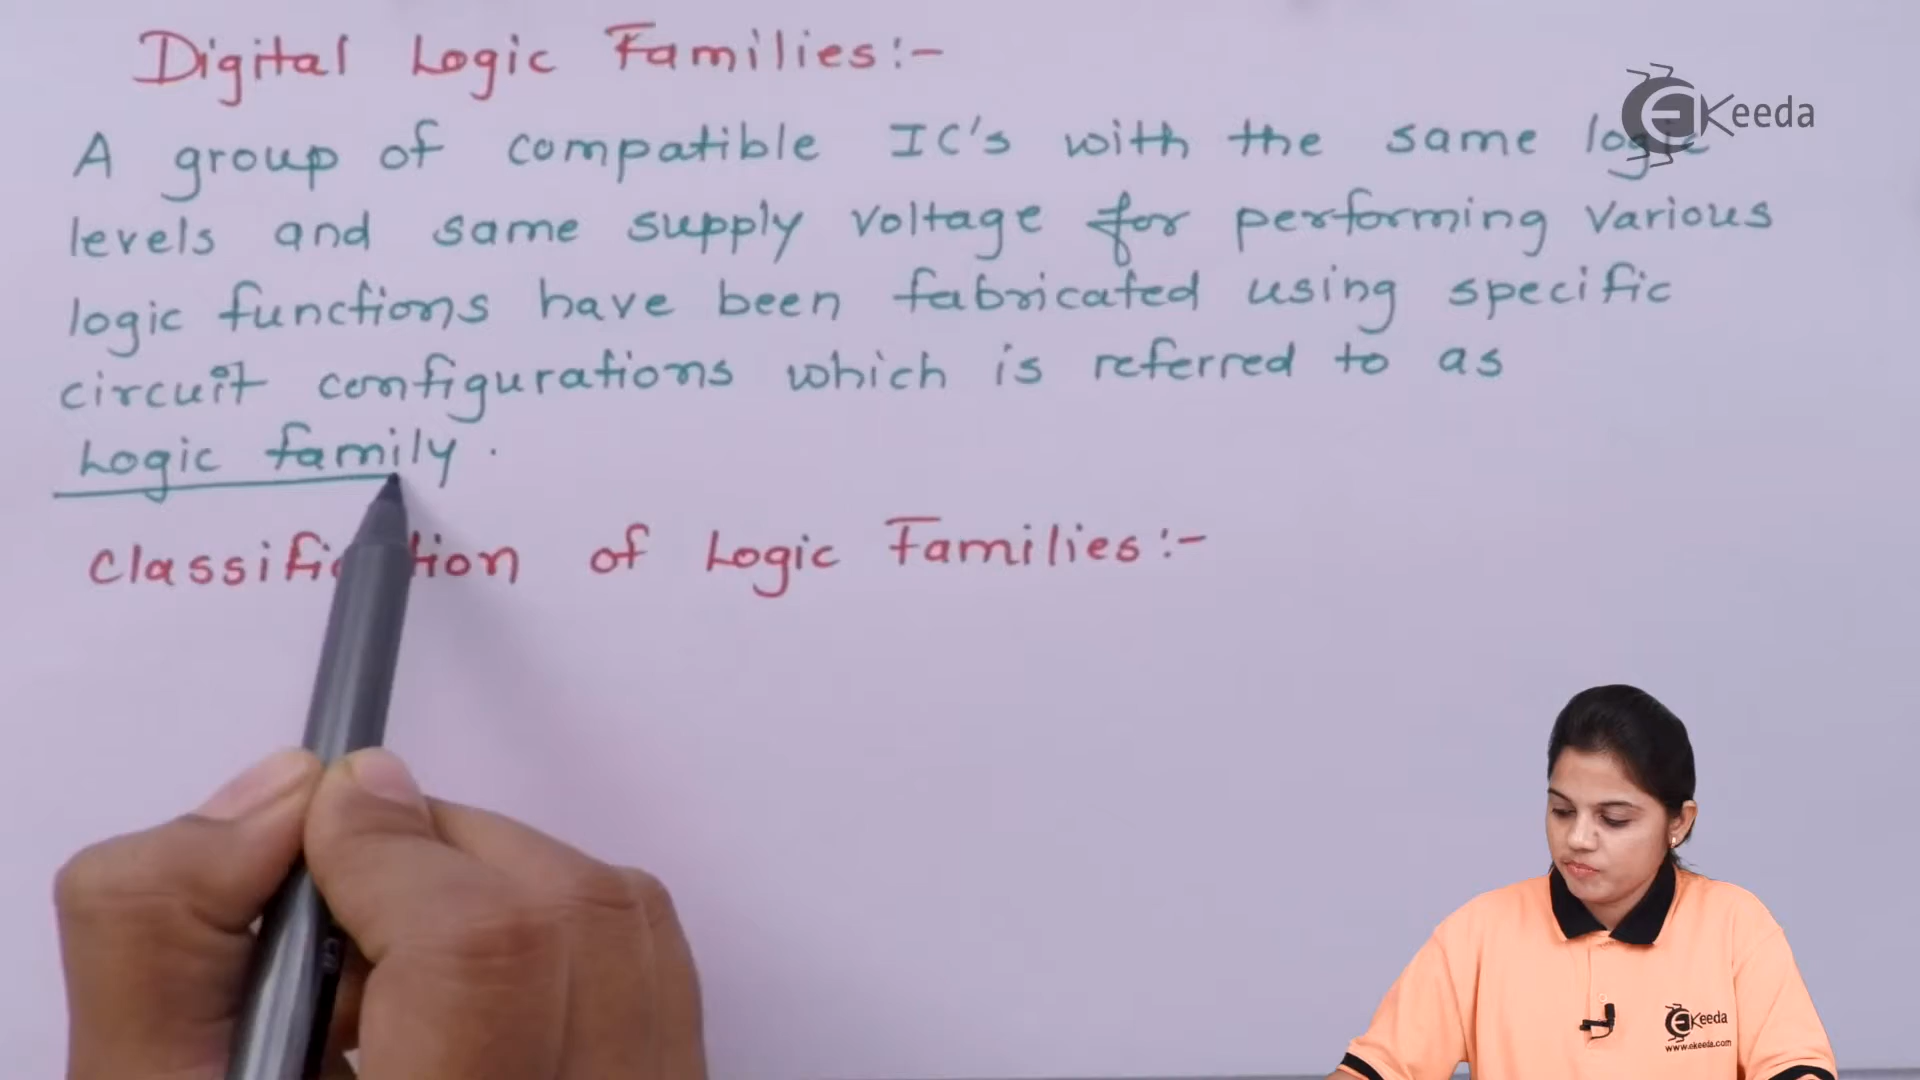 Digital Logic Families:-
EKeeda
A group of compatible IC's with the same logic
levels and same supply voltage for performing various
logic functions have been fabricated using specific
circuit configurations which is referred to as
Logic family.
Classification of Logic Families:-
EKeeda
www.ekeeda.com